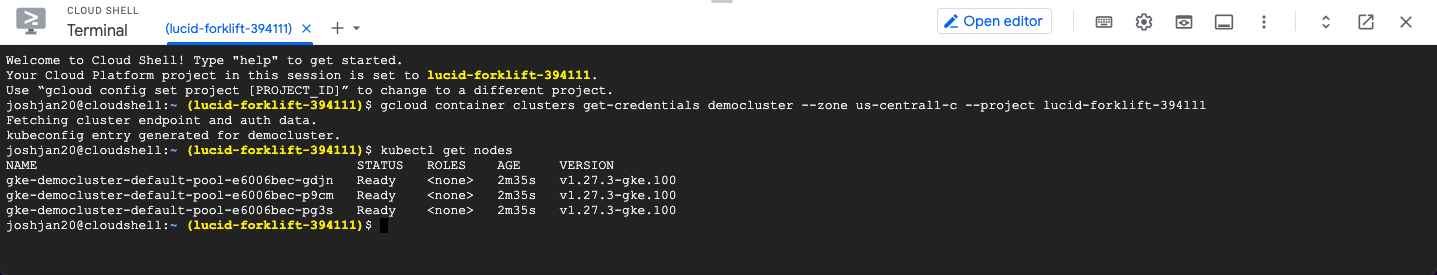 CLOUD SHELL
Terminal
(lucid-forklift-394111) × + ▾
Open editor
Welcome to Cloud Shell! Type "help" to get started.
Your Cloud Platform project in this session is set to lucid-forklift-394111.
Use “gcloud config set project [PROJECT_ID]” to change to a different project.
joshjan20@cloudshell:~ (lucid-forklift-394111)$ gcloud container clusters get-credentials democluster --zone us-central1-c --project lucid-forklift-394111
Fetching cluster endpoint and auth data.
kubeconfig entry generated for democluster.
joshjan20@cloudshell:~ (lucid-forklift-394111)$ kubectl get nodes
NAME STATUS ROLES AGE VERSION
gke-democluster-default-pool-e6006bec-gdjn Ready <none> 2m35s v1.27.3-gke.100
gke-democluster-default-pool-e6006bec-p9cm Ready <none> 2m35s v1.27.3-gke.100
gke-democluster-default-pool-e6006bec-pg3s Ready <none> 2m35s v1.27.3-gke.100
joshjan20@cloudshell:~ (lucid-forklift-394111)$